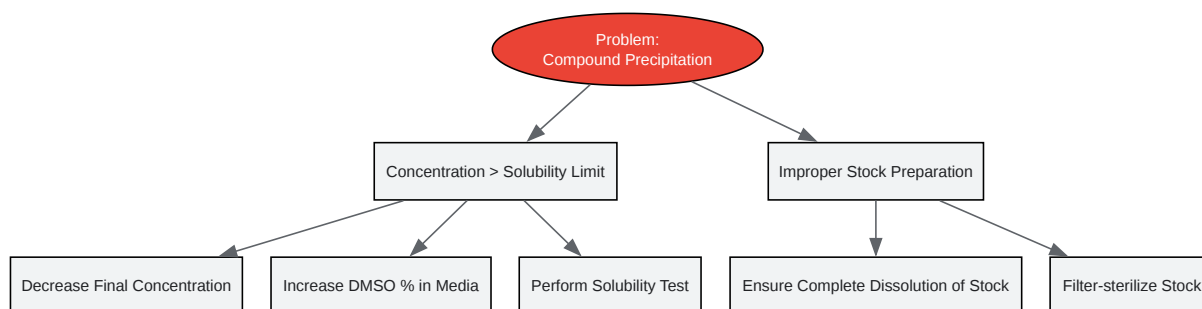 Problem:
Compound Precipitation
Concentration > Solubility Limit
Improper Stock Preparation
Decrease Final Concentration
Increase DMSO % in Media
Perform Solubility Test
Ensure Complete Dissolution of Stock
Filter-sterilize Stock